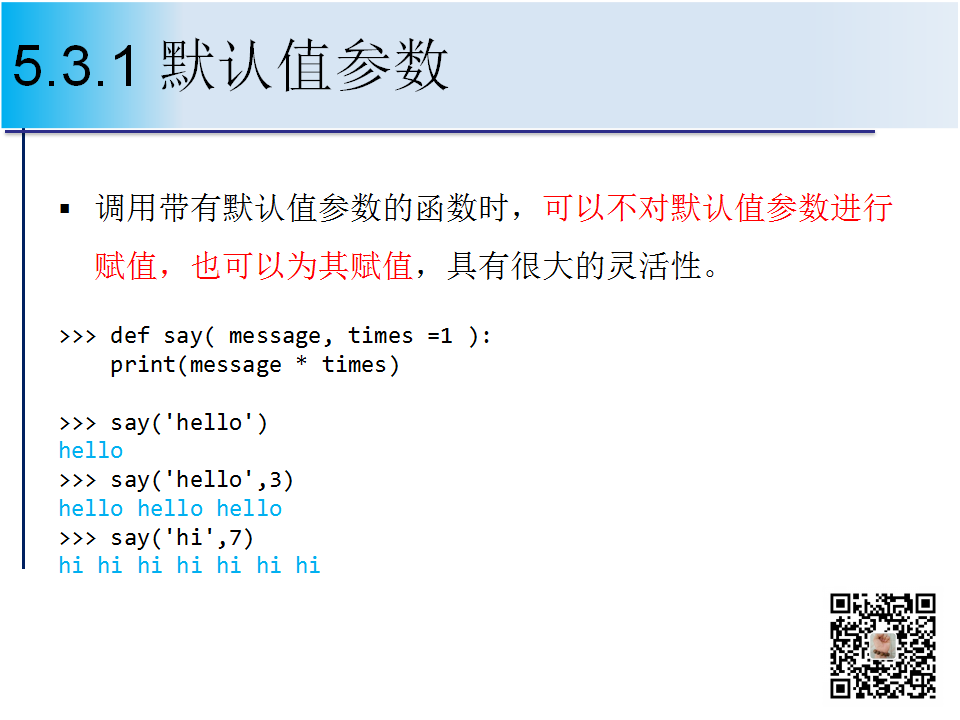 5.3.1 默认值参数
▪ 调用带有默认值参数的函数时，可以不对默认值参数进行
赋值，也可以为其赋值，具有很大的灵活性。
>>> def say( message, times =1 ):
    print(message * times)
>>> say('hello')
hello
>>> say('hello',3)
hello hello hello
>>> say('hi',7)
hi hi hi hi hi hi hi